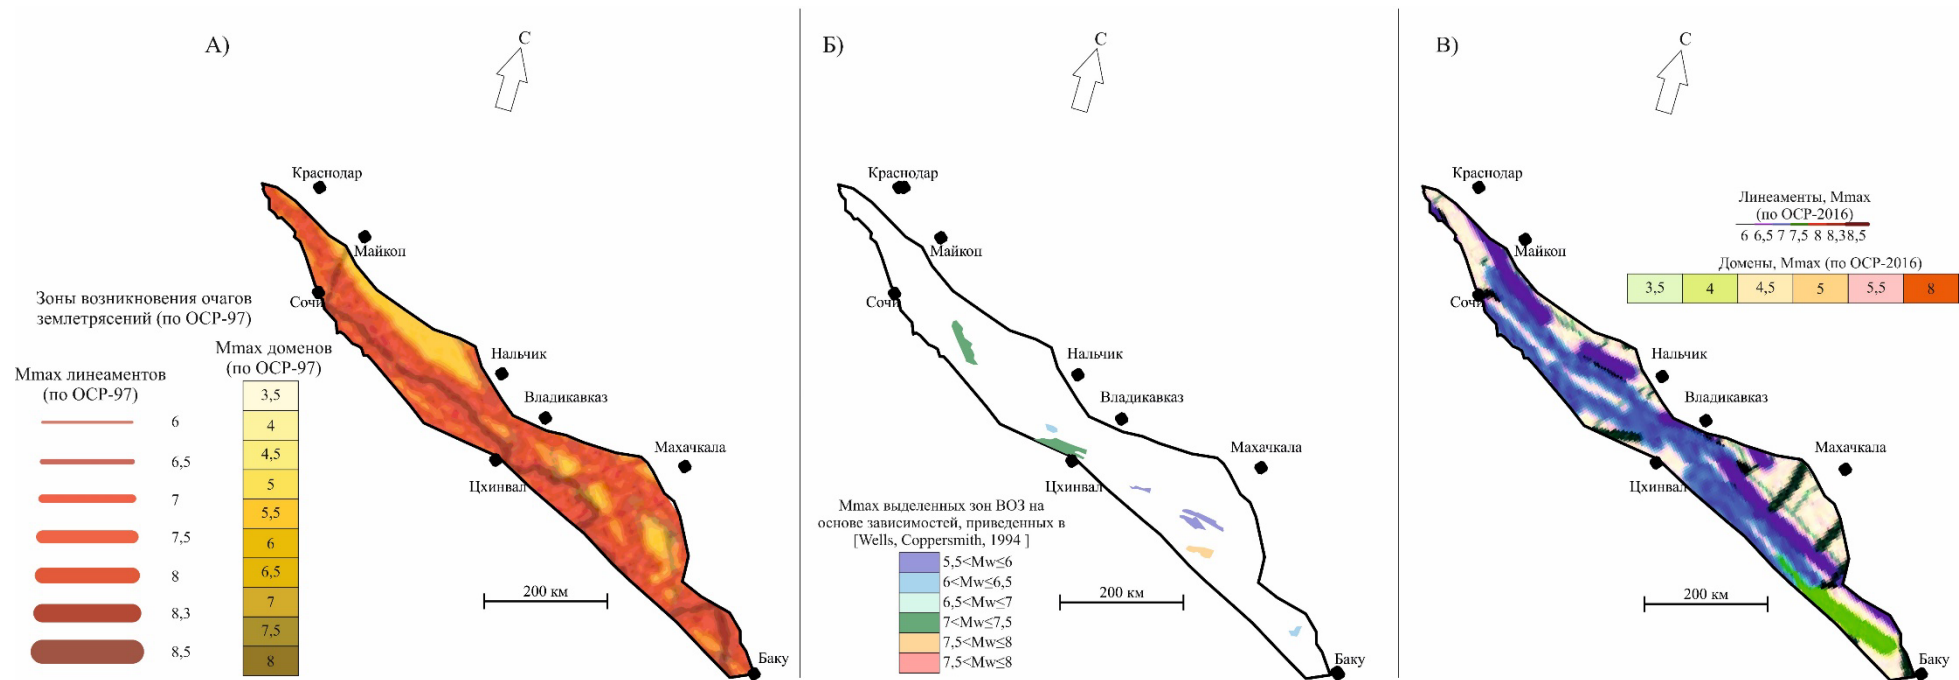 А)
С
Краснодар
Майкоп
Сочи
Нальчик
Владикавказ
Махачкала
Цхинвал
Баку
200 км
Зоны возникновения очагов
землетрясений (по ОСР-97)
Mmax линеаментов
(по ОСР-97)
6
6,5
7
7,5
8
8,3
8,5
Mmax доменов
(по ОСР-97)
3,5
4
4,5
5
5,5
6
6,5
7
7,5
8
Б)
С
Краснодар
Майкоп
Сочи
Нальчик
Владикавказ
Махачкала
Цхинвал
Баку
200 км
Mmax выделенных зон ВОЗ на
основе зависимостей, приведенных в
[Wells, Coppersmith, 1994 ]
5,5<Mw≤6
6<Mw≤6,5
6,5<Mw≤7
7<Mw≤7,5
7,5<Mw≤8
7,5<Mw≤8
В)
С
Краснодар
Майкоп
Сочи
Нальчик
Владикавказ
Махачкала
Цхинвал
Баку
200 км
Линеаменты, Mmax
(по ОСР-2016)
6 6,5 7 7,5 8 8,3 8,5
Домены, Mmax (по ОСР-2016)
3,5 4 4,5 5 5,5 8